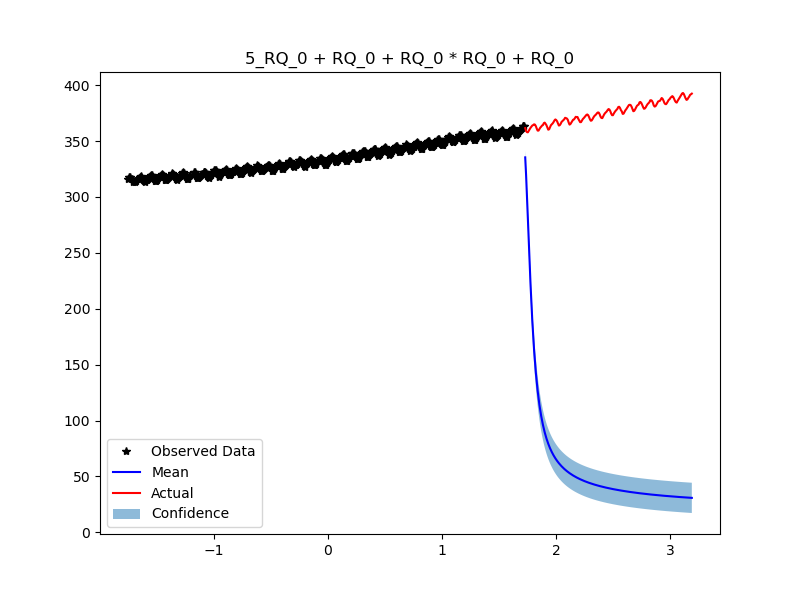 5_RQ_0 + RQ_0 + RQ_0 * RQ_0 + RQ_0
400
350
300
250
200
150
100
50
0
Observed Data
Mean
Actual
Confidence
−1
0
1
2
3